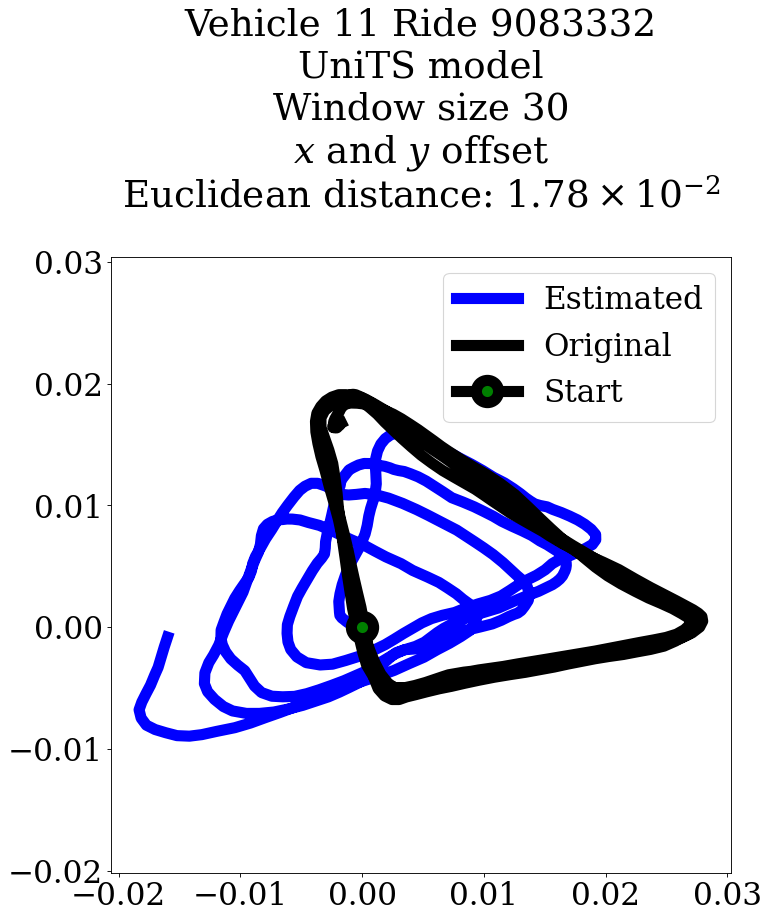 Vehicle 11 Ride 9083332
UniTS model
Window size 30
x and y offset
Euclidean distance: 1.78 × 10⁻²
0.03
0.02
0.01
0.00
−0.01
−0.02
Estimated
Original
Start
−0.02 −0.01 0.00 0.01 0.02 0.03